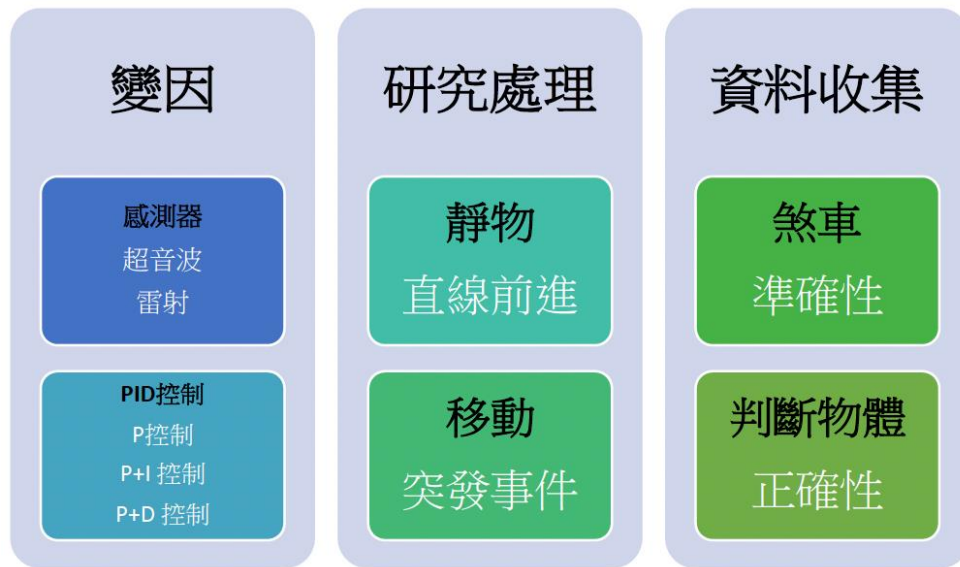 變因
感測器
超音波
雷射
PID控制
P控制
P+I 控制
P+D 控制
研究處理
靜物
直線前進
移動
突發事件
資料收集
煞車
準確性
判斷物體
正確性